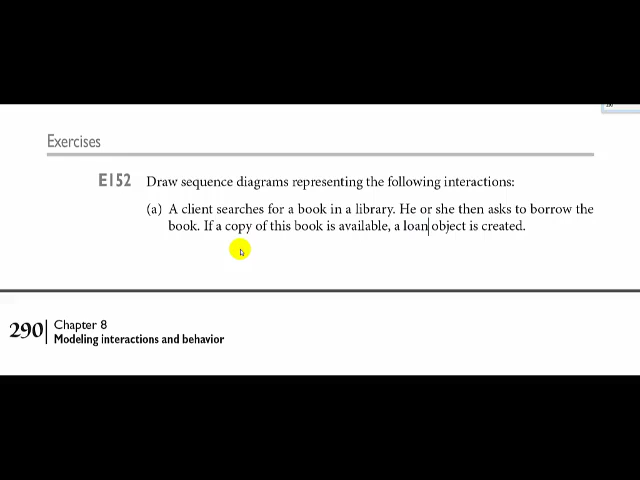 Exercises
E152 Draw sequence diagrams representing the following interactions:
(a) A client searches for a book in a library. He or she then asks to borrow the
book. If a copy of this book is available, a loan object is created.
290 Chapter 8
Modeling interactions and behavior